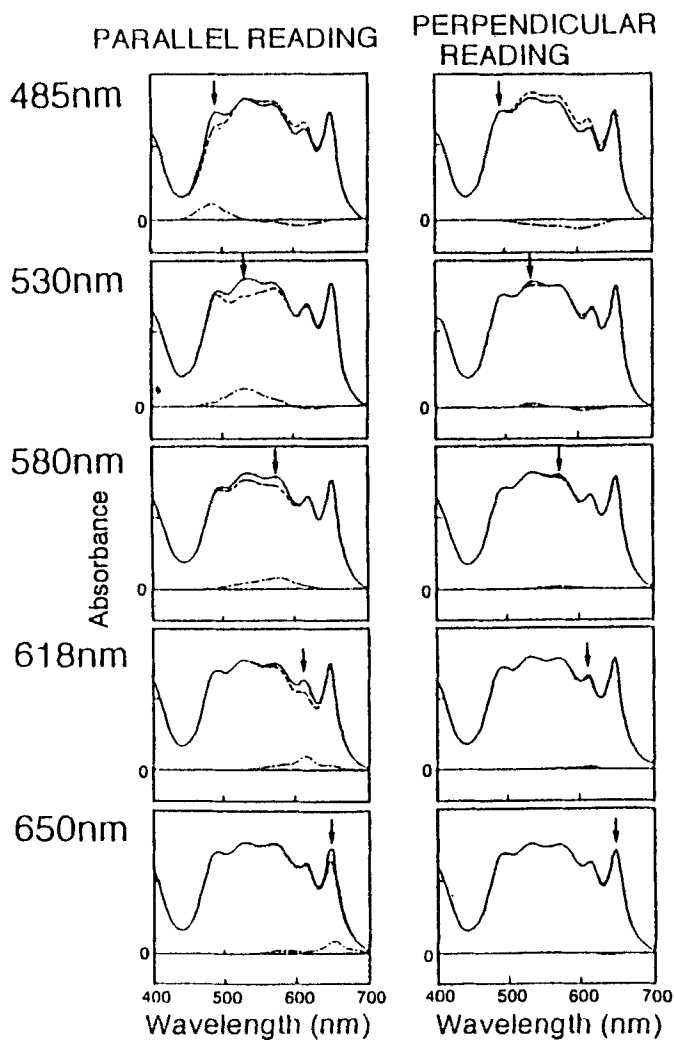 PARALLEL READING
PERPENDICULAR
READING
485nm
0
0
530nm
0
0
580nm
0
0
Absorbance
618nm
0
0
650nm
0
0
400 500 600 700
400 500 600 700
Wavelength (nm)
Wavelength (nm)